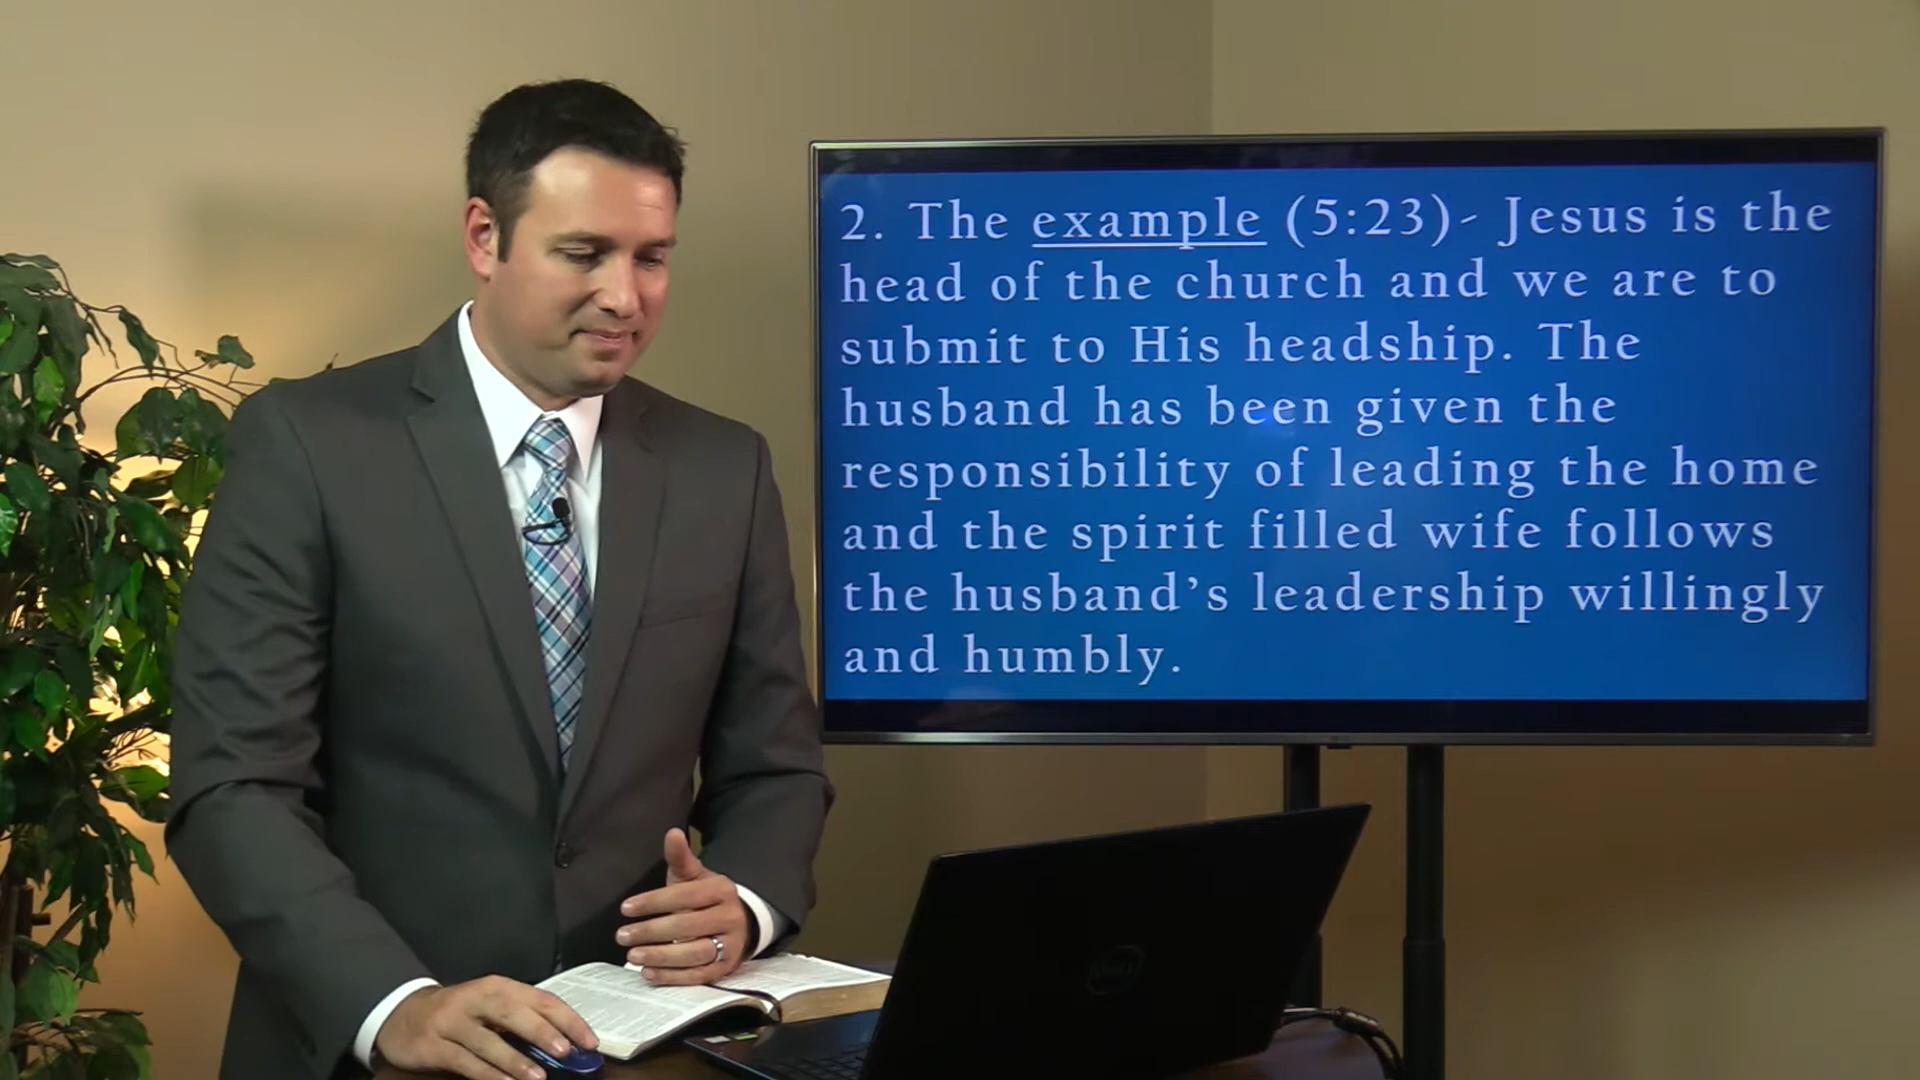 2. The example (5:23)- Jesus is the
head of the church and we are to
submit to His headship. The
husband has been given the
responsibility of leading the home
and the spirit filled wife follows
the husband’s leadership willingly
and humbly.
DELL